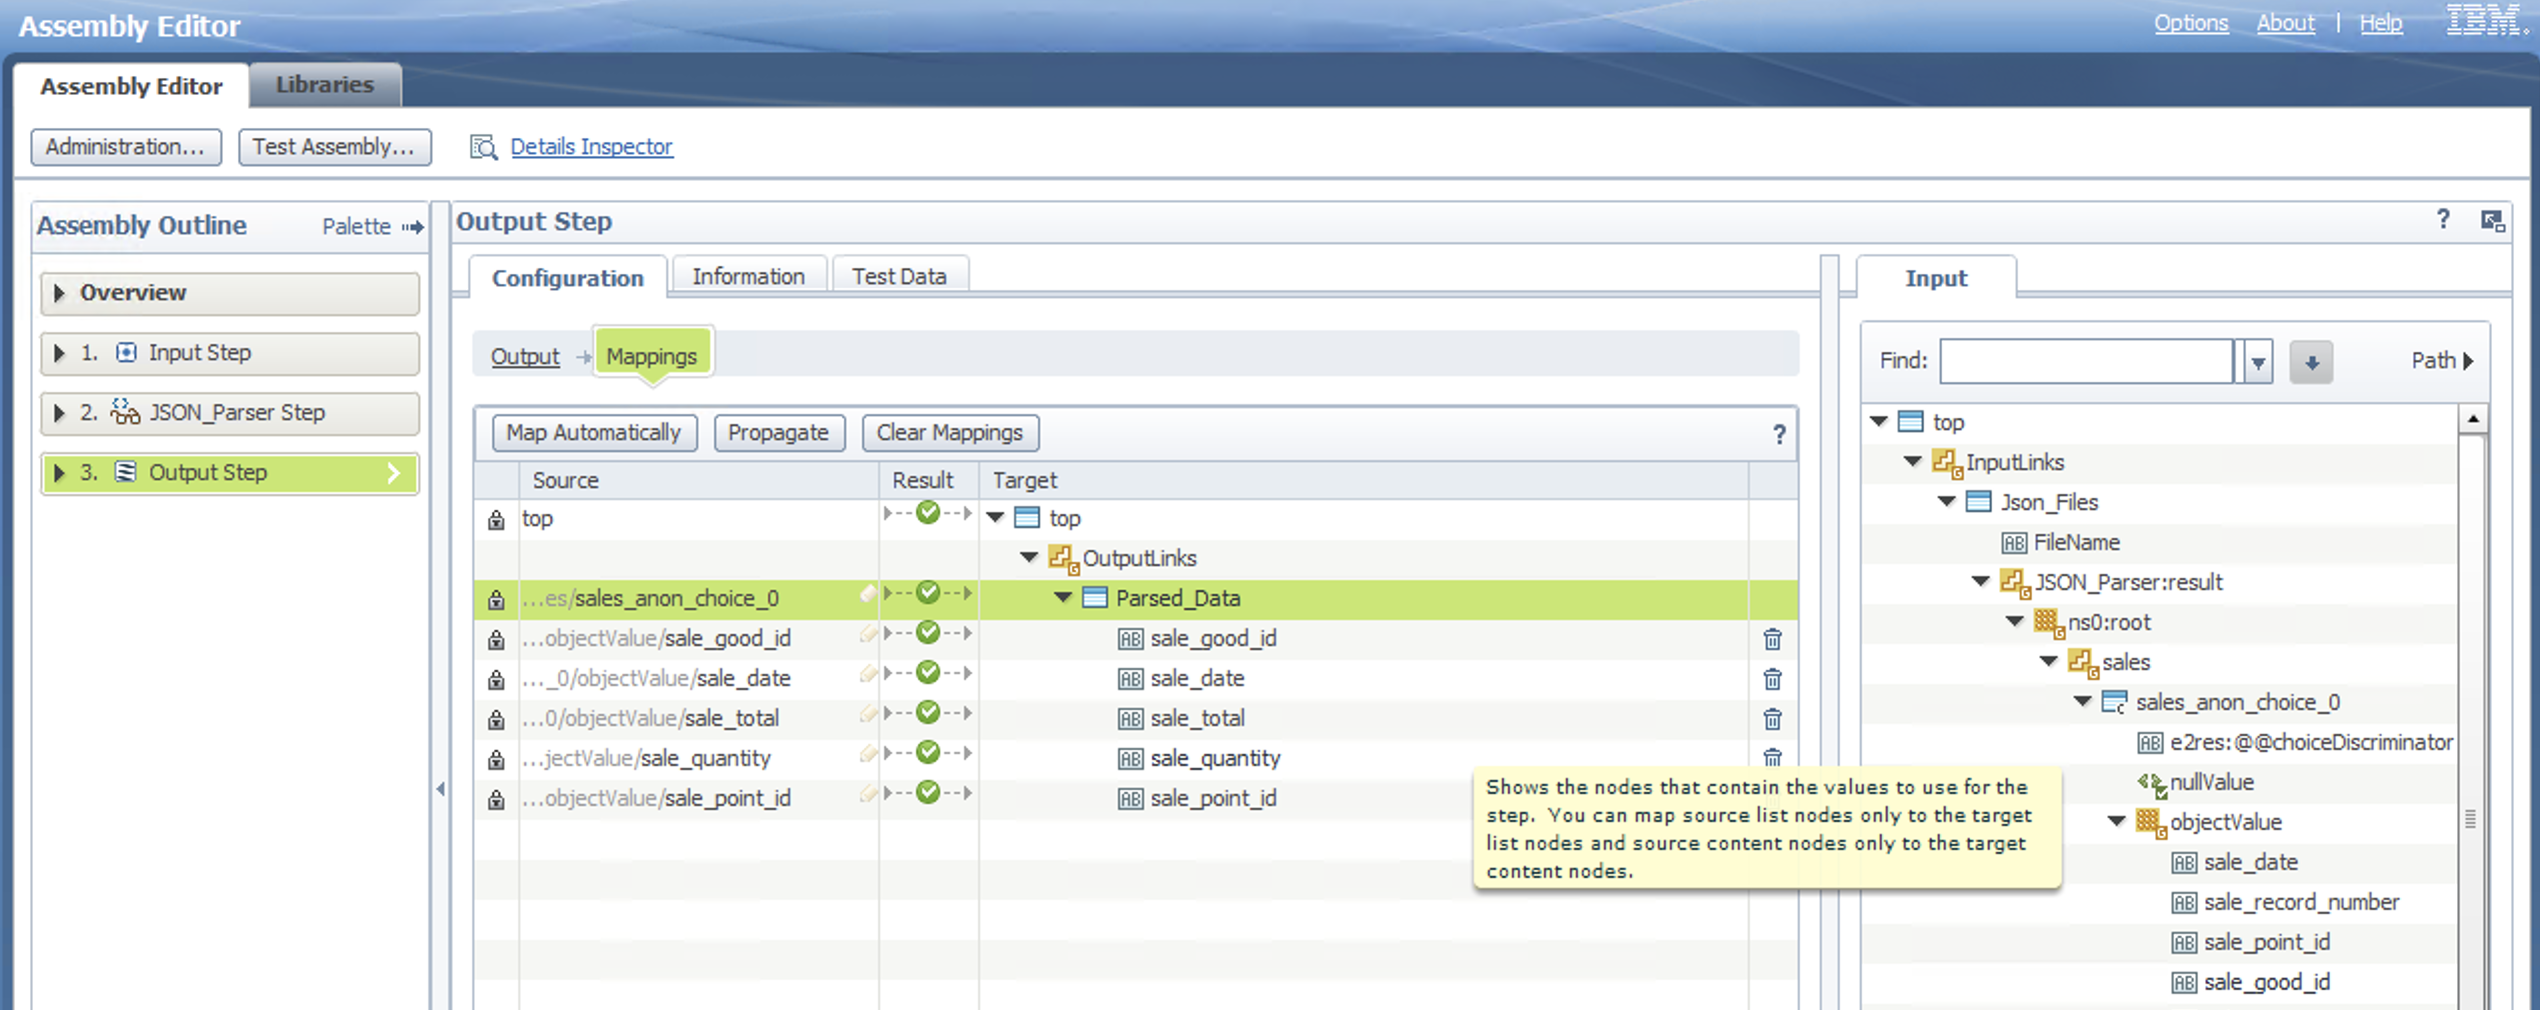 Assembly Editor
Options About | Help IBM.
Assembly Editor Libraries
Administration... Test Assembly... Details Inspector
Assembly Outline Palette
Overview
1. Input Step
2. JSON_Parser Step
3. Output Step
Output Step ?
Configuration Information Test Data
Output Mappings
Map Automatically Propagate Clear Mappings ?
Source Result Target
top top
OutputLinks
...es/sales_anon_choice_0 Parsed_Data
...objectValue/sale_good_id sale_good_id
..._0/objectValue/sale_date sale_date
...0/objectValue/sale_total sale_total
...jectValue/sale_quantity sale_quantity
...objectValue/sale_point_id sale_point_id
Shows the nodes that contain the values to use for the
step. You can map source list nodes only to the target
list nodes and source content nodes only to the target
content nodes.
Input
Find: Path
top
InputLinks
Json_Files
AB FileName
JSON_Parser:result
ns0:root
sales
sales_anon_choice_0
AB e2res:@@choiceDiscriminator
nullValue
objectValue
AB sale_date
AB sale_record_number
AB sale_point_id
AB sale_good_id